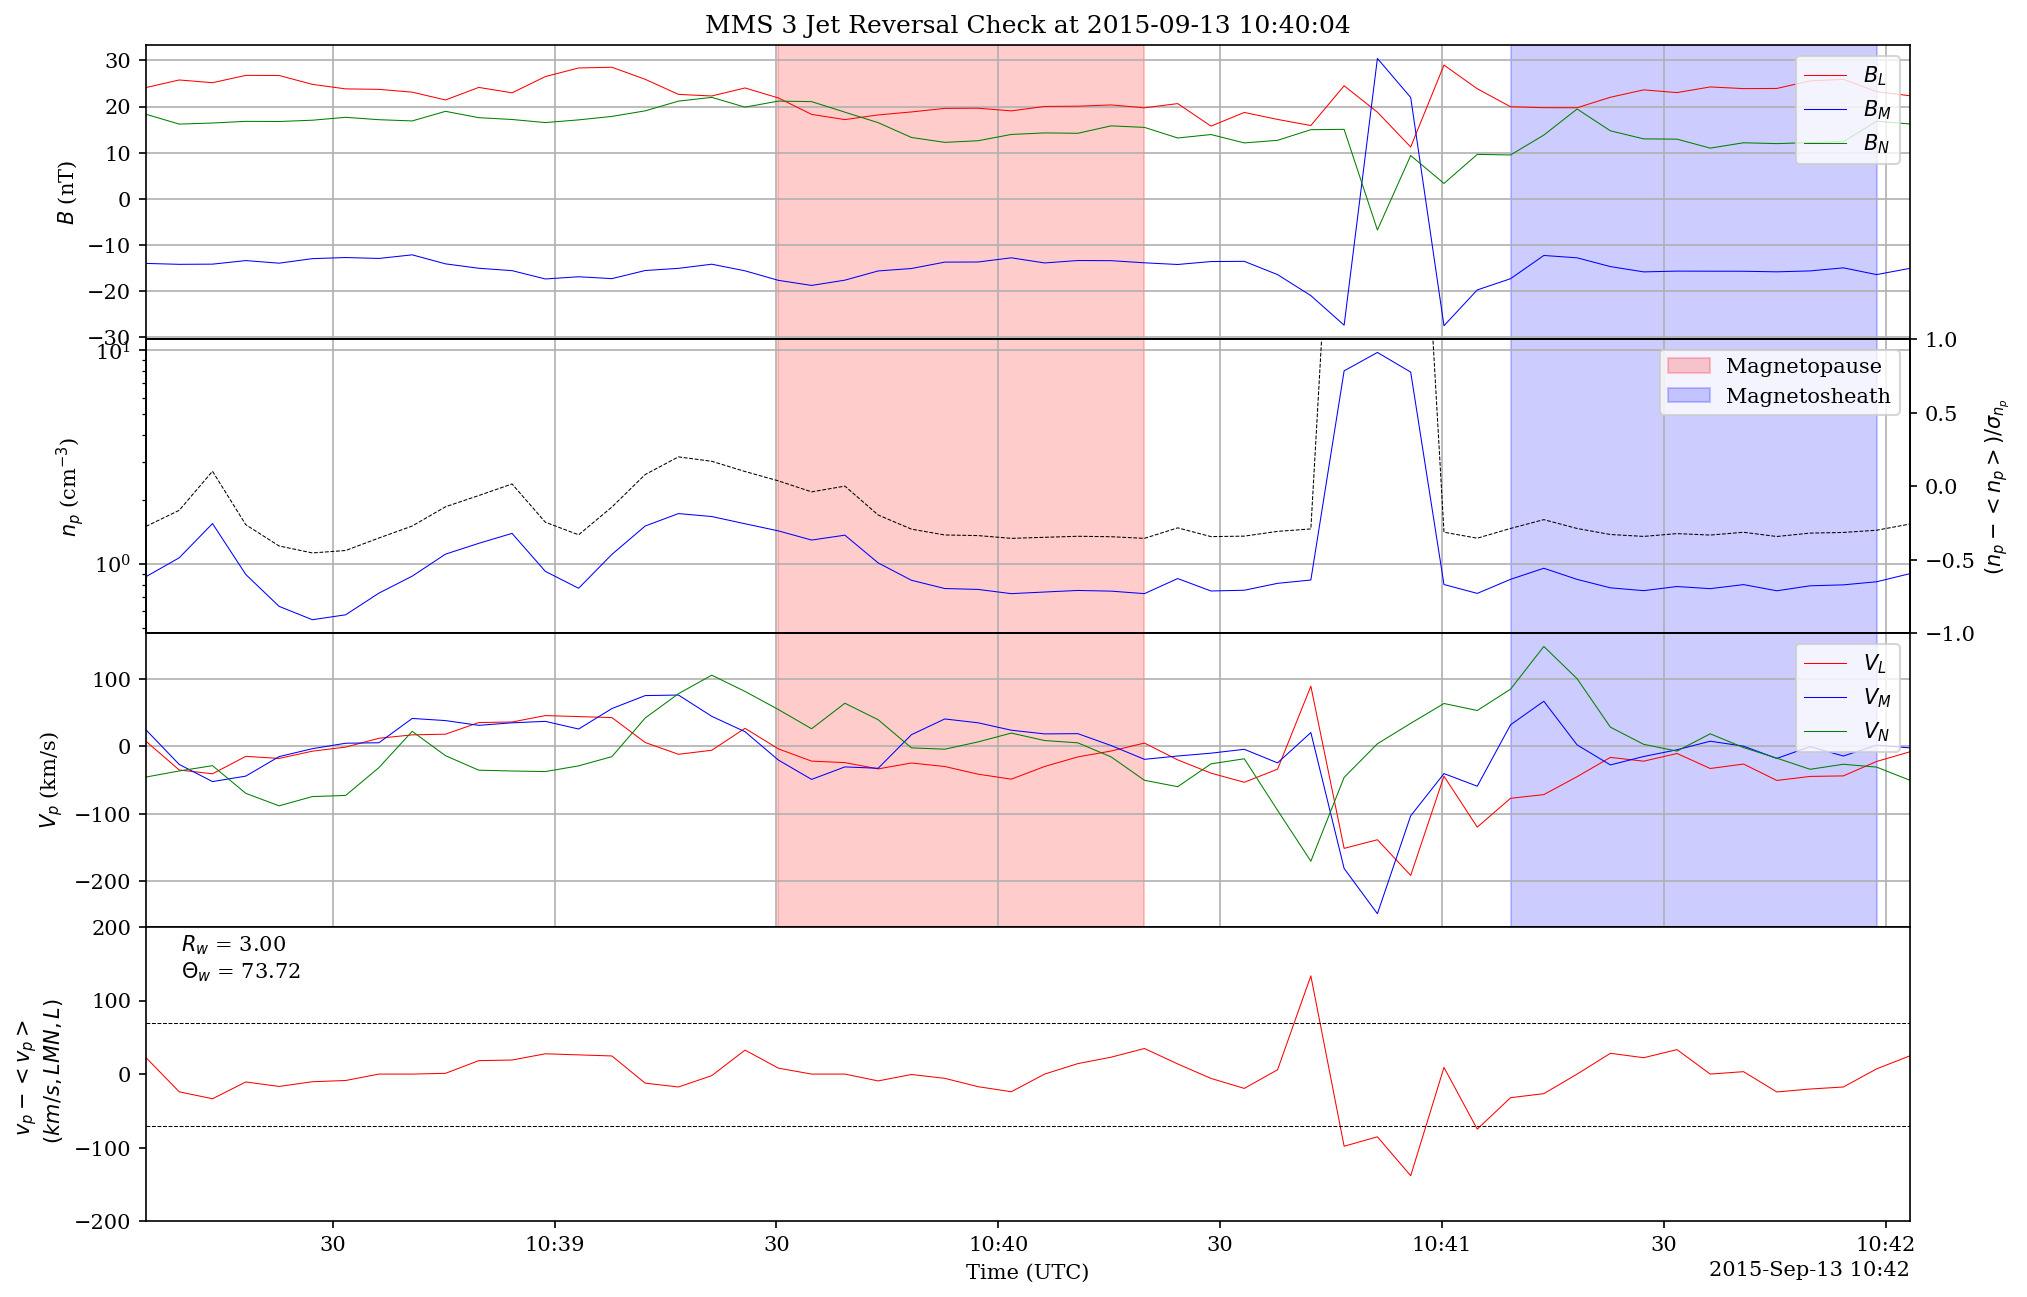 MMS 3 Jet Reversal Check at 2015-09-13 10:40:04
30
20
10
0
−10
−20
−30
B (nT)
B_L
B_M
B_N
10^1
10^0
n_p (cm^{−3})
1.0
0.5
0.0
−0.5
−1.0
(n_p − <n_p>)/σ_{n_p}
Magnetopause
Magnetosheath
100
0
−100
−200
V_p (km/s)
V_L
V_M
V_N
200
100
0
−100
−200
v_p − <v_p>
(km/s, LMN, L)
R_w = 3.00
Θ_w = 73.72
30 10:39 30 10:40 30 10:41 30 10:42
Time (UTC)
2015-Sep-13 10:42